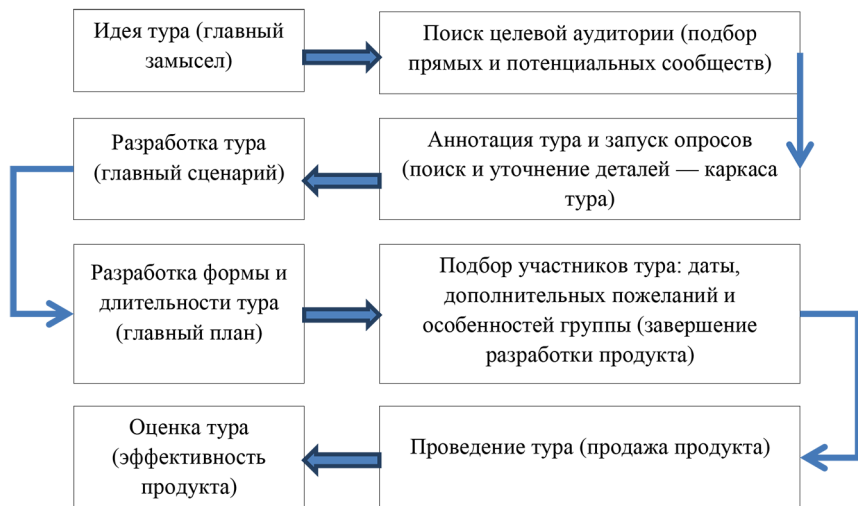 Идея тура (главный
замысел)
Поиск целевой аудитории (подбор
прямых и потенциальных сообществ)
Разработка тура
(главный сценарий)
Аннотация тура и запуск опросов
(поиск и уточнение деталей — каркаса
тура)
Разработка формы и
длительности тура
(главный план)
Подбор участников тура: даты,
дополнительных пожеланий и
особенностей группы (завершение
разработки продукта)
Оценка тура
(эффективность
продукта)
Проведение тура (продажа продукта)